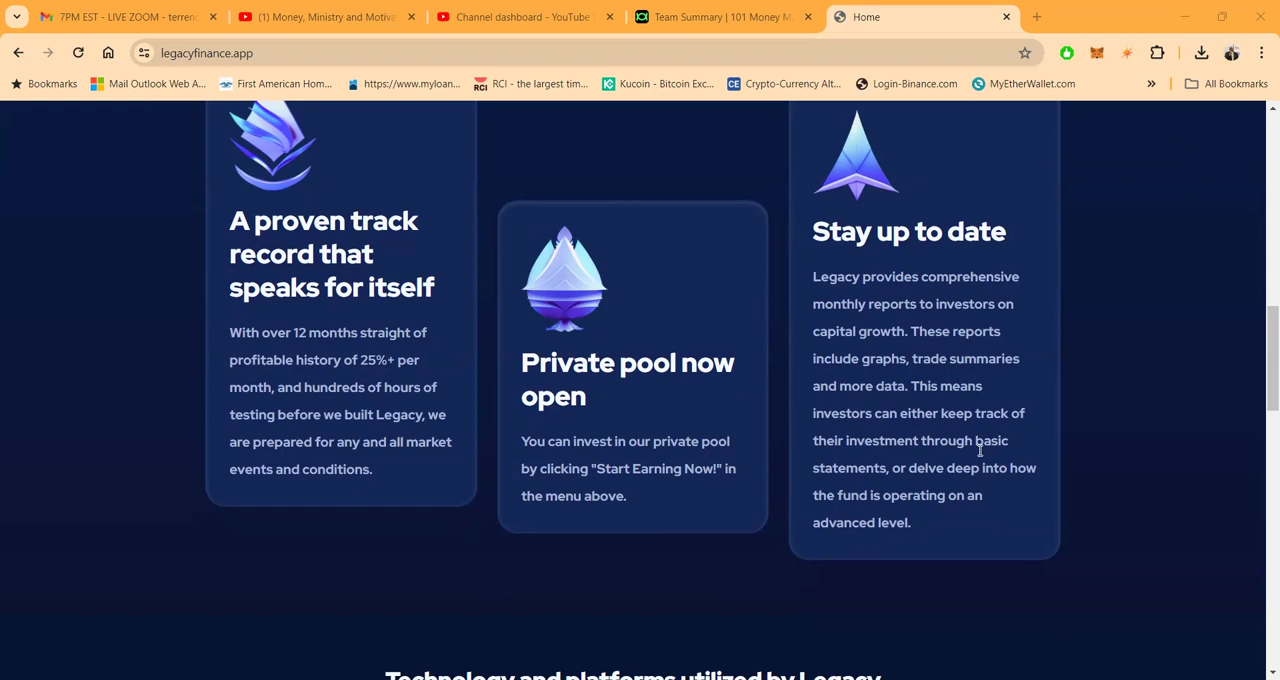 7PM EST - LIVE ZOOM - terrenc
(1) Money, Ministry and Motiva
Channel dashboard - YouTube
Team Summary | 101 Money M
Home
legacyfinance.app
Bookmarks
Mail Outlook Web A...
First American Hom...
https://www.myloan...
RCI - the largest tim...
Kucoin - Bitcoin Exc...
Crypto-Currency Alt...
Login-Binance.com
MyEtherWallet.com
All Bookmarks
A proven track
record that
speaks for itself
With over 12 months straight of
profitable history of 25%+ per
month, and hundreds of hours of
testing before we built Legacy, we
are prepared for any and all market
events and conditions.
Private pool now
open
You can invest in our private pool
by clicking "Start Earning Now!" in
the menu above.
Stay up to date
Legacy provides comprehensive
monthly reports to investors on
capital growth. These reports
include graphs, trade summaries
and more data. This means
investors can either keep track of
their investment through basic
statements, or delve deep into how
the fund is operating on an
advanced level.
Technology and platforms utilized by Legacy